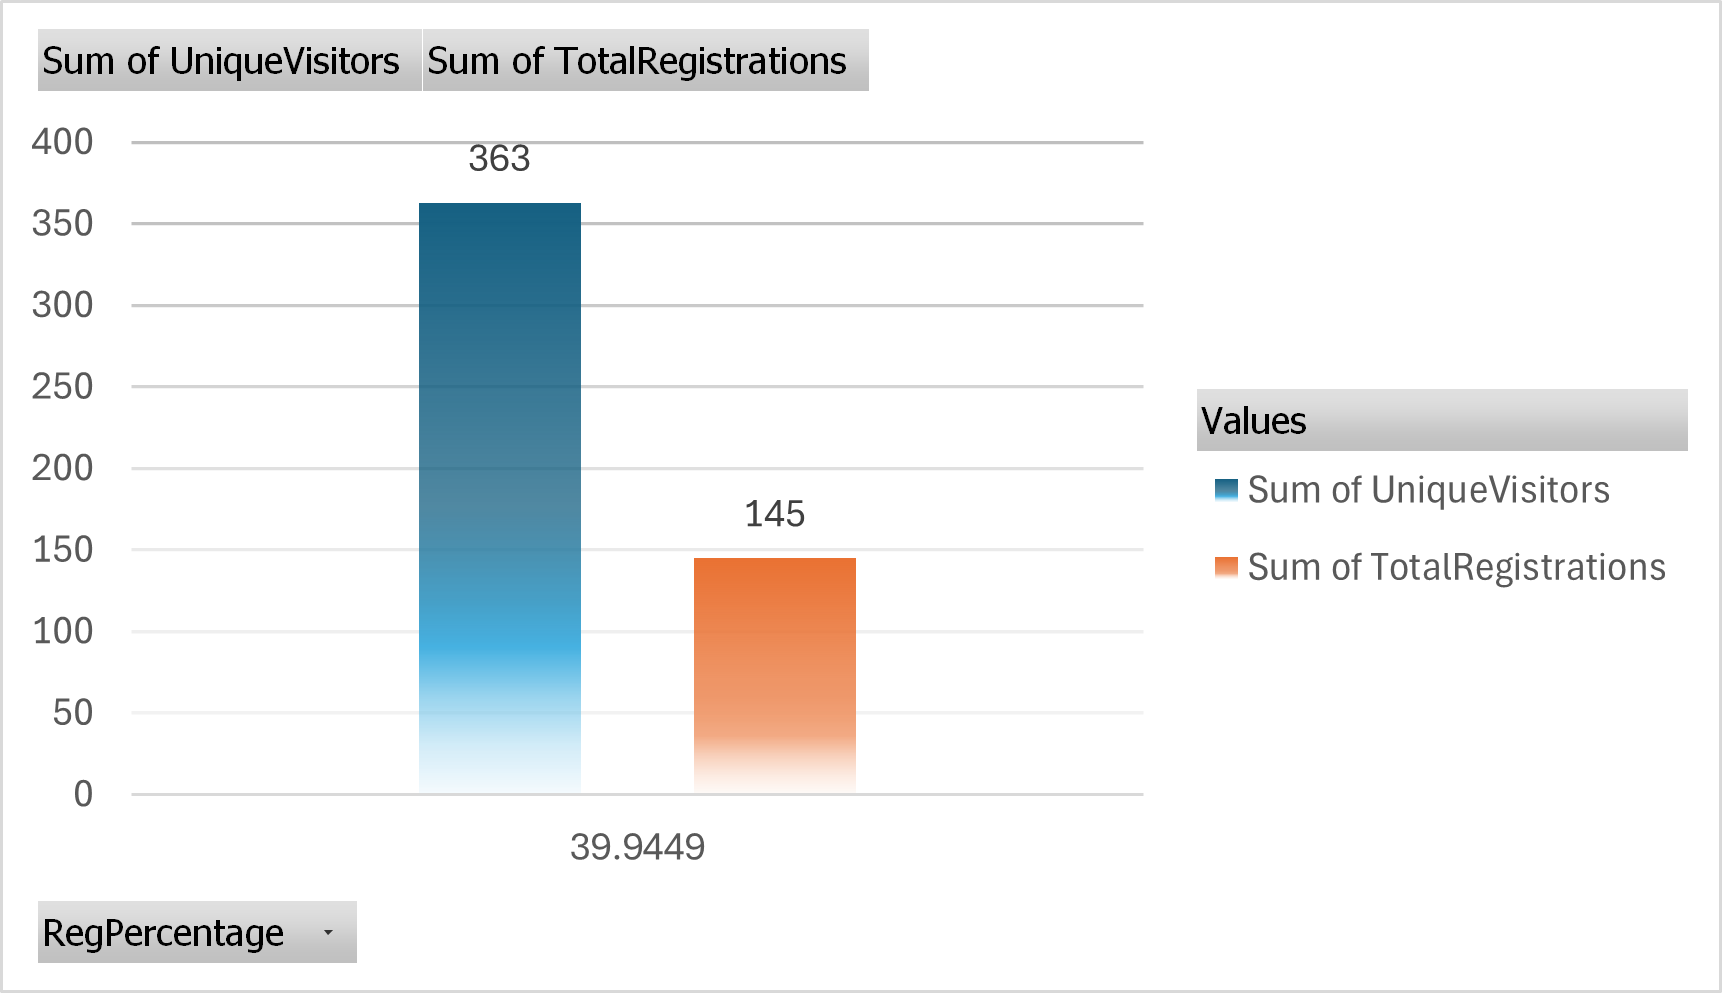 Sum of UniqueVisitors Sum of TotalRegistrations
400
363
350
300
250
200
145
150
100
50
0
39.9449
Values
Sum of UniqueVisitors
Sum of TotalRegistrations
RegPercentage